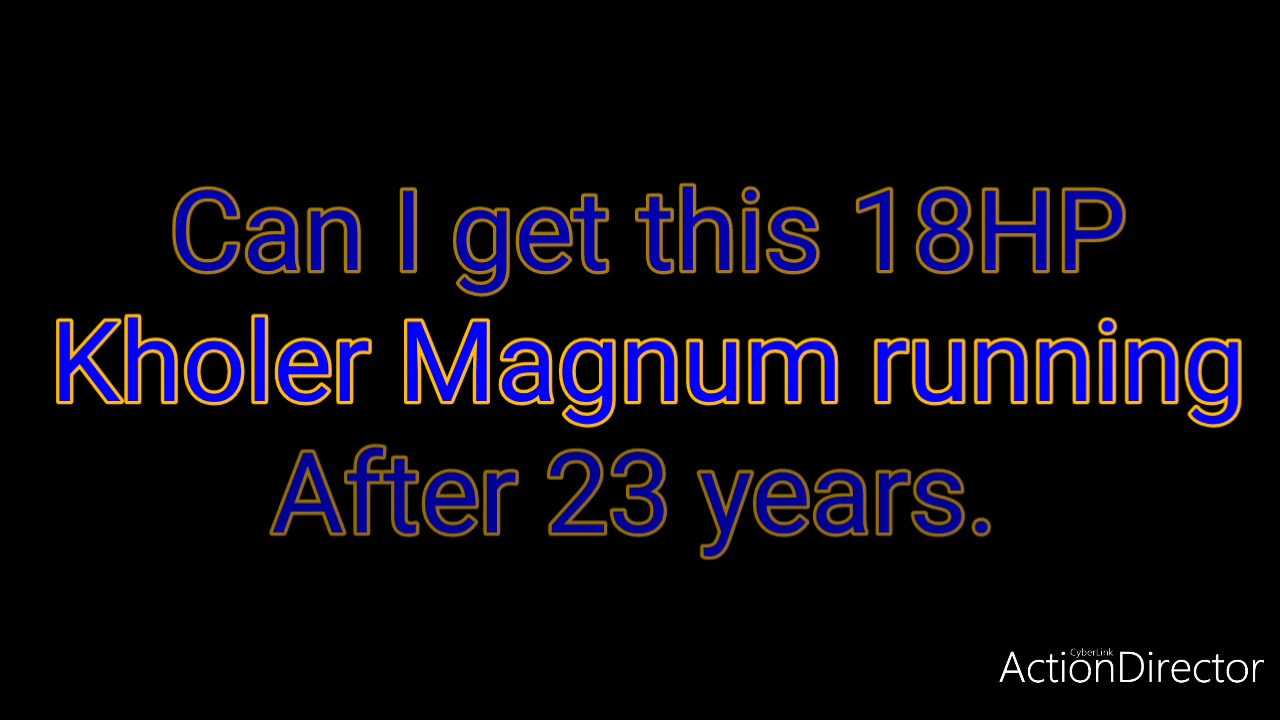 Can I get this 18HP
Kholer Magnum running
After 23 years.
CyberLink
ActionDirector